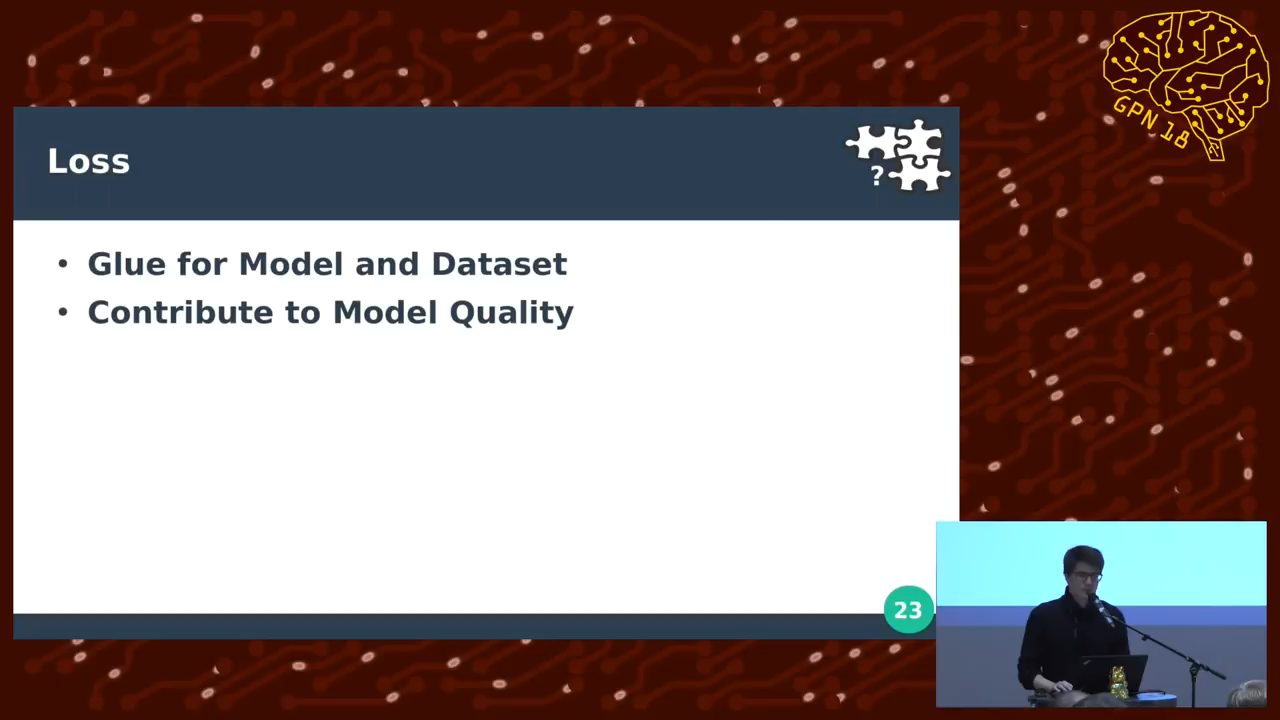 GPN 18
Loss
?
• Glue for Model and Dataset
• Contribute to Model Quality
23